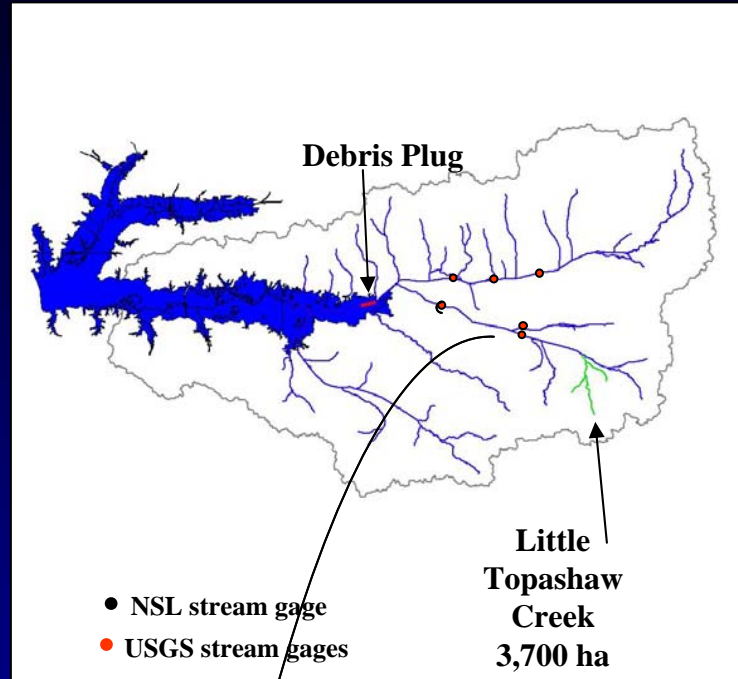 Debris Plug
Little
Topashaw
Creek
3,700 ha
NSL stream gage
USGS stream gages